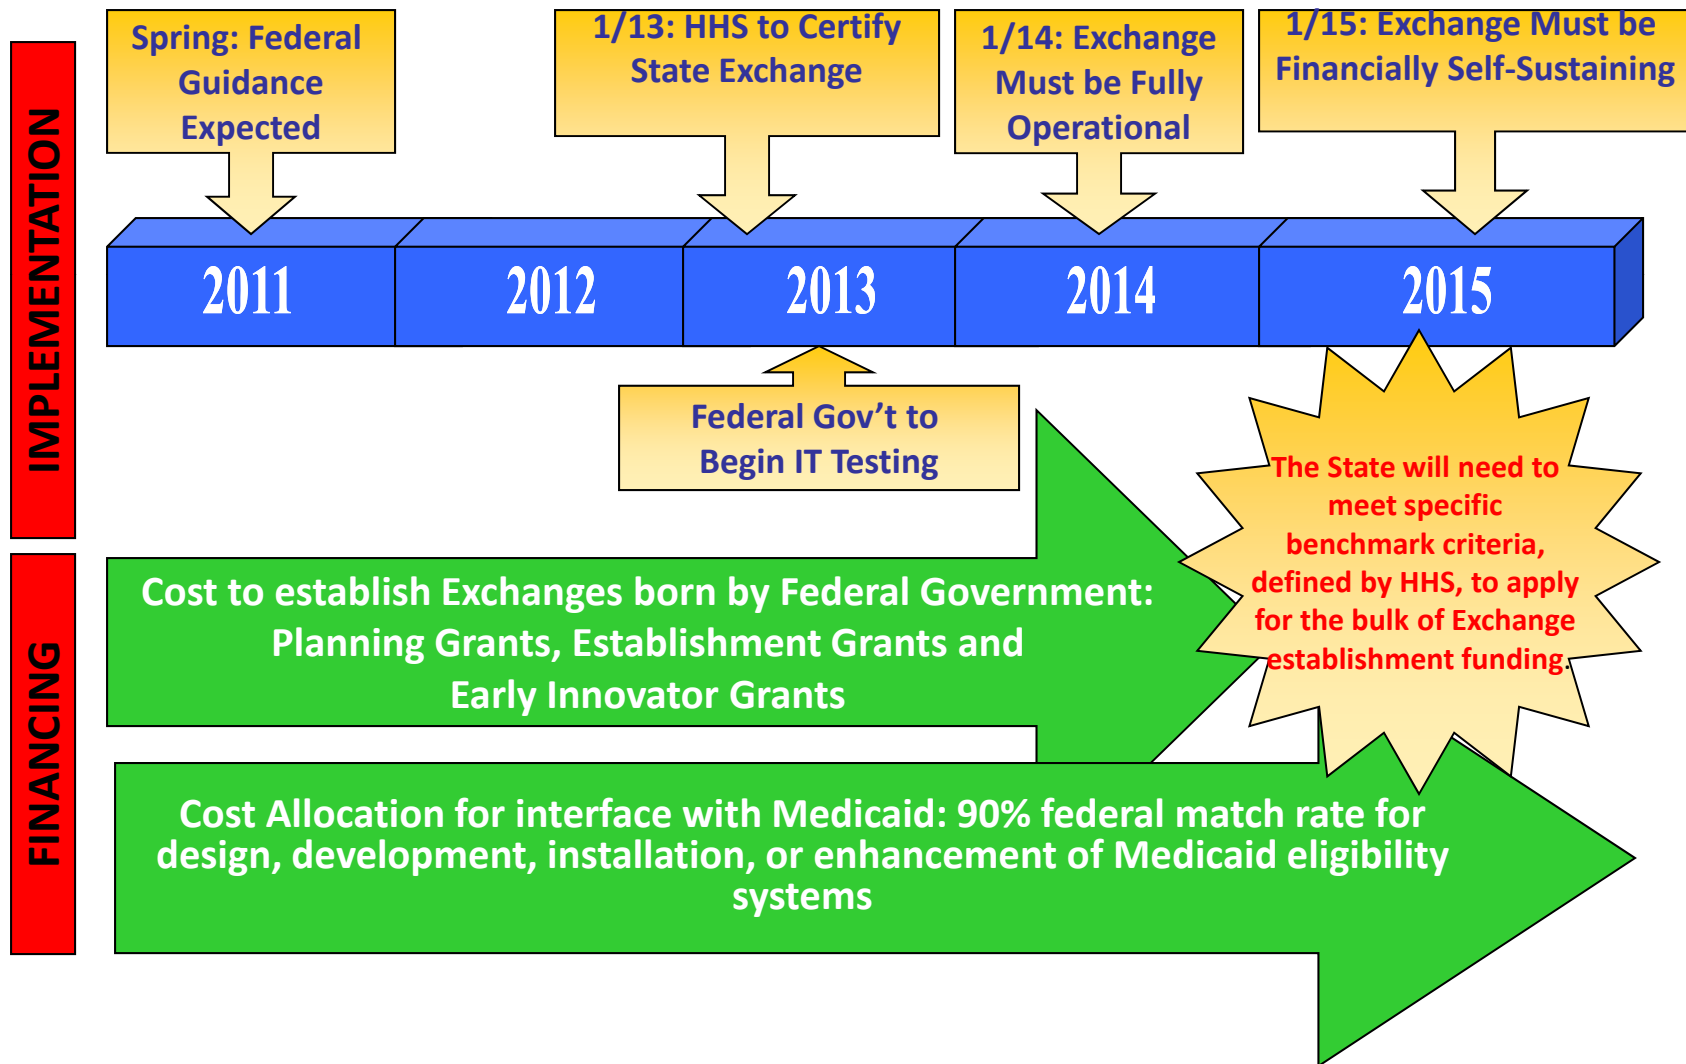 IMPLEMENTATION
Spring: Federal
Guidance
Expected
1/13: HHS to Certify
State Exchange
1/14: Exchange
Must be Fully
Operational
1/15: Exchange Must be
Financially Self-Sustaining
2011
2012
2013
2014
2015
Federal Gov’t to
Begin IT Testing
The State will need to
meet specific
benchmark criteria,
defined by HHS, to apply
for the bulk of Exchange
establishment funding.
FINANCING
Cost to establish Exchanges born by Federal Government:
Planning Grants, Establishment Grants and
Early Innovator Grants
Cost Allocation for interface with Medicaid: 90% federal match rate for
design, development, installation, or enhancement of Medicaid eligibility
systems